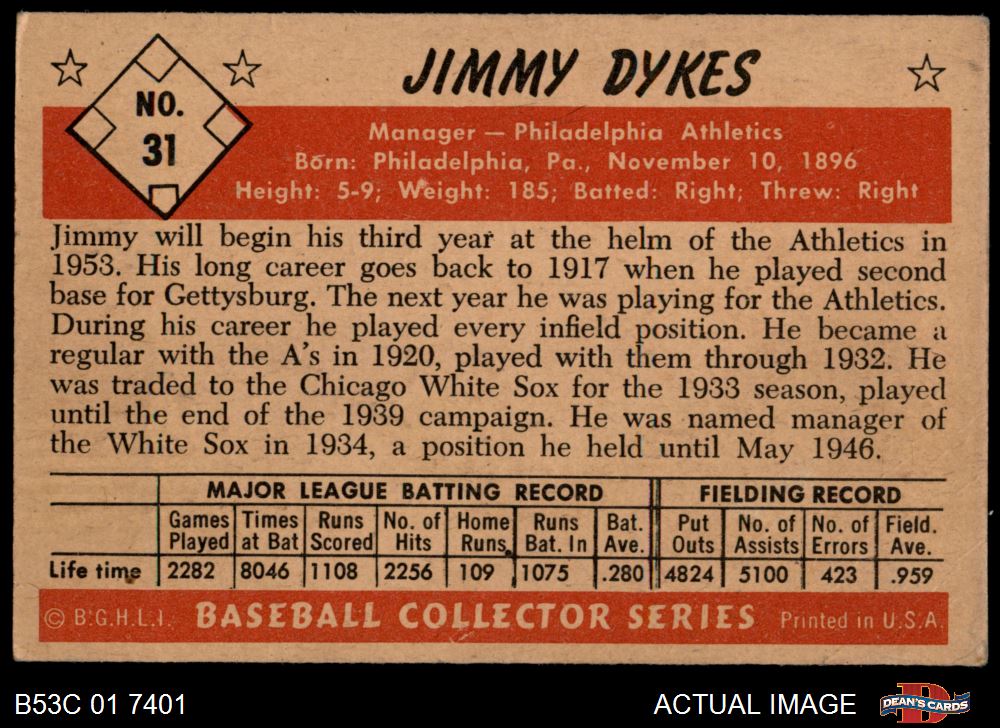 JIMMY DYKES
NO.
31
Manager — Philadelphia Athletics
Born: Philadelphia, Pa., November 10, 1896
Height: 5-9; Weight: 185; Batted: Right; Threw: Right
Jimmy will begin his third year at the helm of the Athletics in
1953. His long career goes back to 1917 when he played second
base for Gettysburg. The next year he was playing for the Athletics.
During his career he played every infield position. He became a
regular with the A's in 1920, played with them through 1932. He
was traded to the Chicago White Sox for the 1933 season, played
until the end of the 1939 campaign. He was named manager of
the White Sox in 1934, a position he held until May 1946.
MAJOR LEAGUE BATTING RECORD FIELDING RECORD
Games Times Runs No. of Home Runs Bat. Put No. of No. of Field.
Played at Bat Scored Hits Runs Bat. In Ave. Outs Assists Errors Ave.
Life time 2282 8046 1108 2256 109 1075 .280 4824 5100 423 .959
© B.G.H.L.I. BASEBALL COLLECTOR SERIES Printed in U.S.A.
B53C 01 7401 ACTUAL IMAGE DEAN'S CARDS